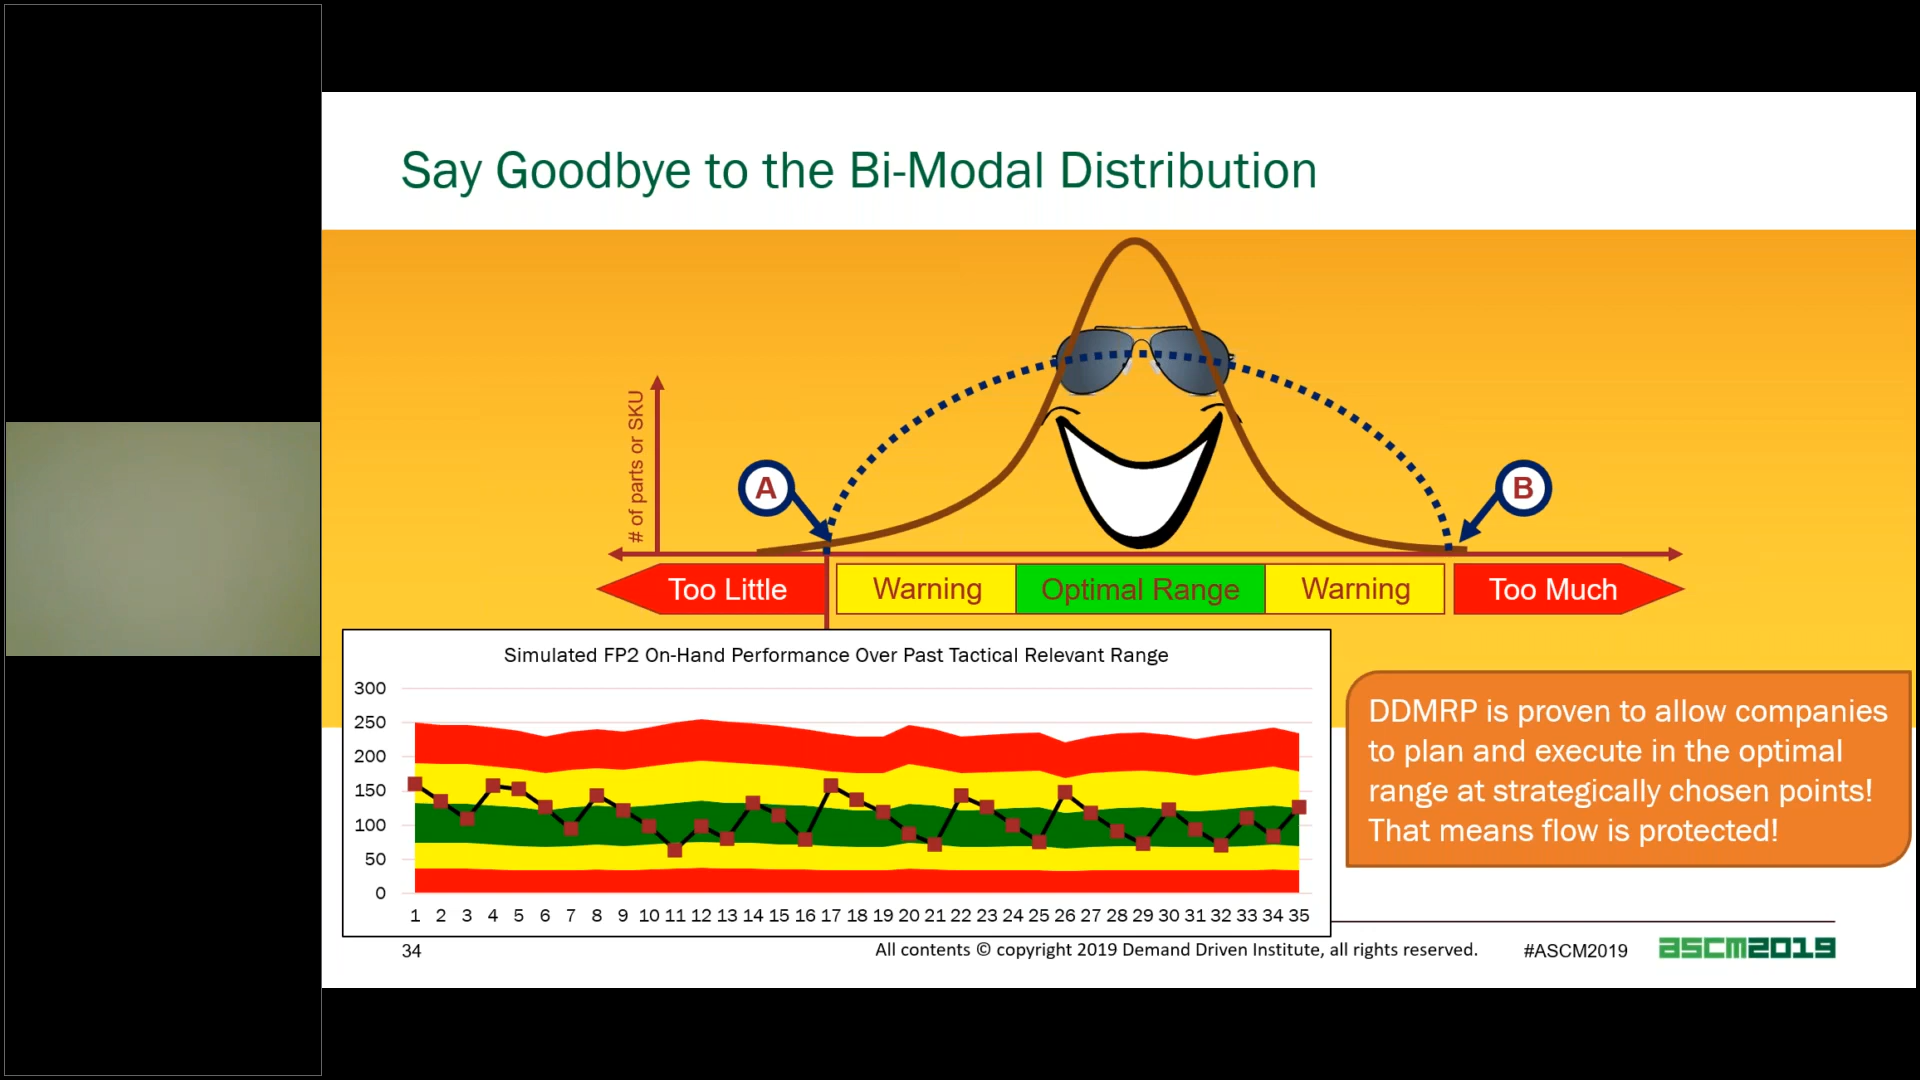 Say Goodbye to the Bi-Modal Distribution
# of parts or SKU
A
B
Too Little
Warning
Optimal Range
Warning
Too Much
Simulated FP2 On-Hand Performance Over Past Tactical Relevant Range
300
250
200
150
100
50
0
1 2 3 4 5 6 7 8 9 10 11 12 13 14 15 16 17 18 19 20 21 22 23 24 25 26 27 28 29 30 31 32 33 34 35
DDMRP is proven to allow companies
to plan and execute in the optimal
range at strategically chosen points!
That means flow is protected!
34
All contents © copyright 2019 Demand Driven Institute, all rights reserved.
#ASCM2019
ascm2019